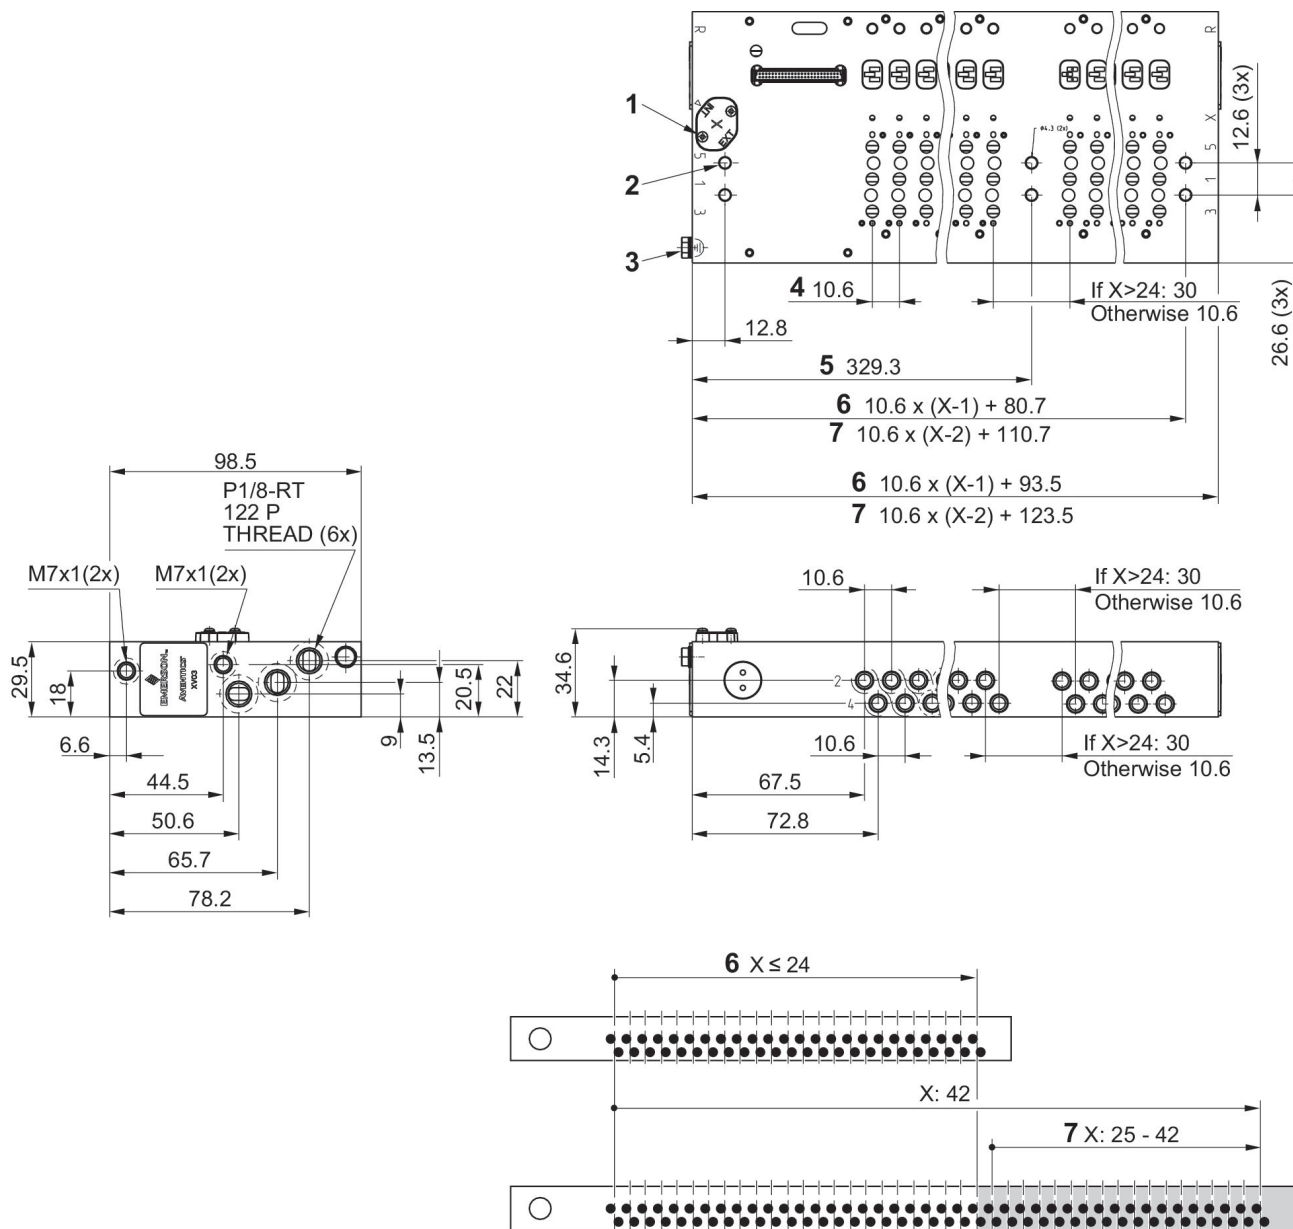 R
R
1
4
IN
X
EXT
X
2
5
5
1
1
3
3
3
ø4.3 (2x)
12.6 (3x)
26.6 (3x)
4 10.6
If X>24: 30
Otherwise 10.6
12.8
5 329.3
6 10.6 x (X-1) + 80.7
7 10.6 x (X-2) + 110.7
6 10.6 x (X-1) + 93.5
7 10.6 x (X-2) + 123.5
98.5
P1/8-RT
122 P
THREAD (6x)
M7x1(2x)
M7x1(2x)
29.5
18
EMERSON™
AVENTICS
XV03
6.6
44.5
50.6
65.7
78.2
9
13.5
20.5
22
10.6
If X>24: 30
Otherwise 10.6
34.6
2
4
14.3
5.4
10.6
If X>24: 30
Otherwise 10.6
67.5
72.8
6 X ≤ 24
X: 42
7 X: 25 - 42